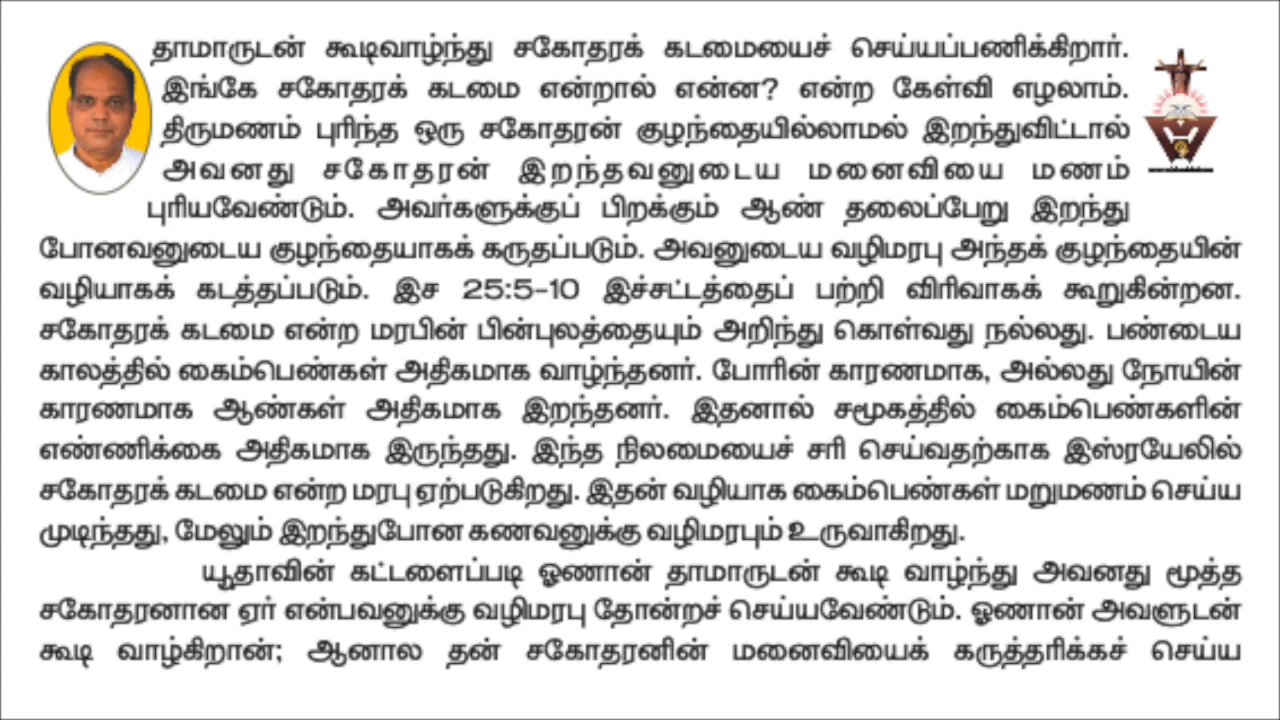 தாமாருடன் கூடிவாழ்ந்து சகோதரக் கடமையைச் செய்யப்பணிக்கிறார்.
இங்கே சகோதரக் கடமை என்றால் என்ன? என்ற கேள்வி எழலாம்.
திருமணம் புரிந்த ஒரு சகோதரன் குழந்தையில்லாமல் இறந்துவிட்டால்
அவனது சகோதரன் இறந்தவனுடைய மனைவியை மணம்
புரியவேண்டும். அவர்களுக்குப் பிறக்கும் ஆண் தலைப்பேறு இறந்து
போனவனுடைய குழந்தையாகக் கருதப்படும். அவனுடைய வழிமரபு அந்தக் குழந்தையின்
வழியாகக் கடத்தப்படும். இச 25:5-10 இச்சட்டத்தைப் பற்றி விரிவாகக் கூறுகின்றன.
சகோதரக் கடமை என்ற மரபின் பின்புலத்தையும் அறிந்து கொள்வது நல்லது. பண்டைய
காலத்தில் கைம்பெண்கள் அதிகமாக வாழ்ந்தனர். போரின் காரணமாக, அல்லது நோயின்
காரணமாக ஆண்கள் அதிகமாக இறந்தனர். இதனால் சமூகத்தில் கைம்பெண்களின்
எண்ணிக்கை அதிகமாக இருந்தது. இந்த நிலமையைச் சரி செய்வதற்காக இஸ்ரயேலில்
சகோதரக் கடமை என்ற மரபு ஏற்படுகிறது. இதன் வழியாக கைம்பெண்கள் மறுமணம் செய்ய
முடிந்தது, மேலும் இறந்துபோன கணவனுக்கு வழிமரபும் உருவாகிறது.
யூதாவின் கட்டளைப்படி ஓணான் தாமாருடன் கூடி வாழ்ந்து அவனது மூத்த
சகோதரனான ஏர் என்பவனுக்கு வழிமரபு தோன்றச் செய்யவேண்டும். ஓணான் அவளுடன்
கூடி வாழ்கிறான்; ஆனால தன் சகோதரனின் மனைவியைக் கருத்தரிக்கச் செய்ய